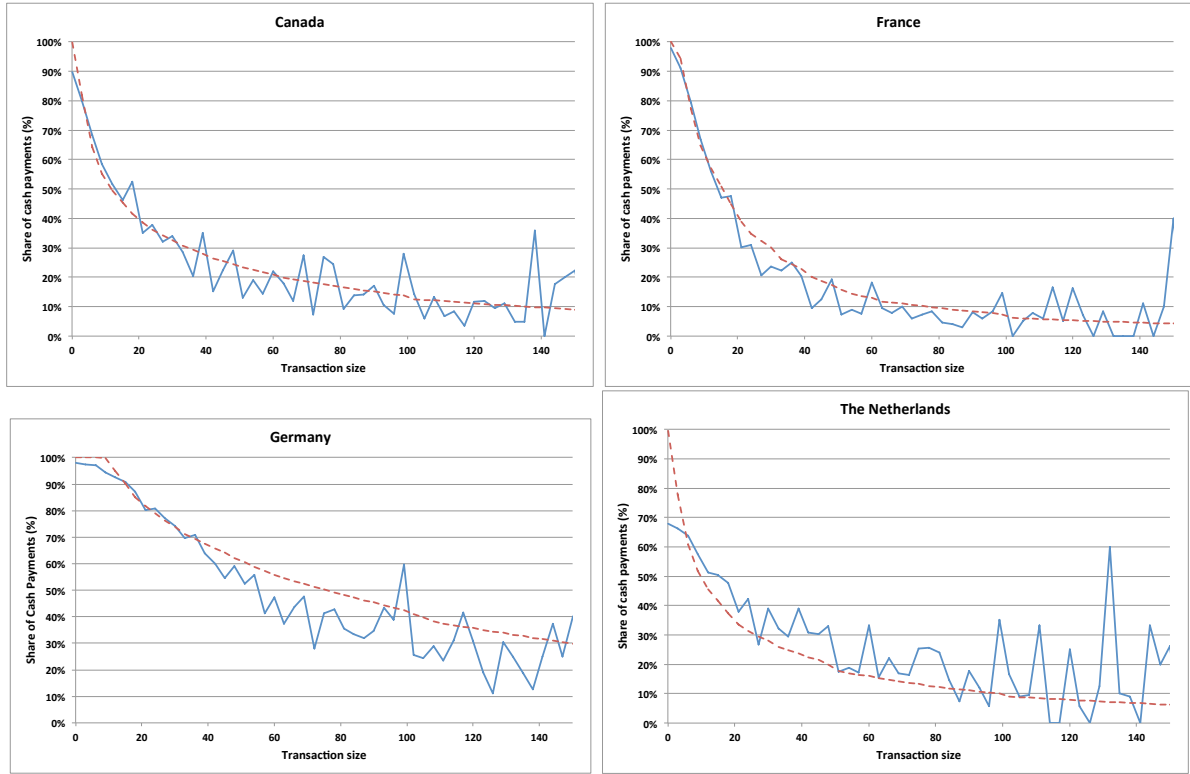 Canada
Share of cash payments (%)
100%
90%
80%
70%
60%
50%
40%
30%
20%
10%
0%
0 20 40 60 80 100 120 140
Transaction size
France
Share of cash payments (%)
100%
90%
80%
70%
60%
50%
40%
30%
20%
10%
0%
0 20 40 60 80 100 120 140
Transaction size
Germany
Share of Cash Payments (%)
100%
90%
80%
70%
60%
50%
40%
30%
20%
10%
0%
0 20 40 60 80 100 120 140
Transaction size
The Netherlands
Share of cash payments (%)
100%
90%
80%
70%
60%
50%
40%
30%
20%
10%
0%
0 20 40 60 80 100 120 140
Transaction size